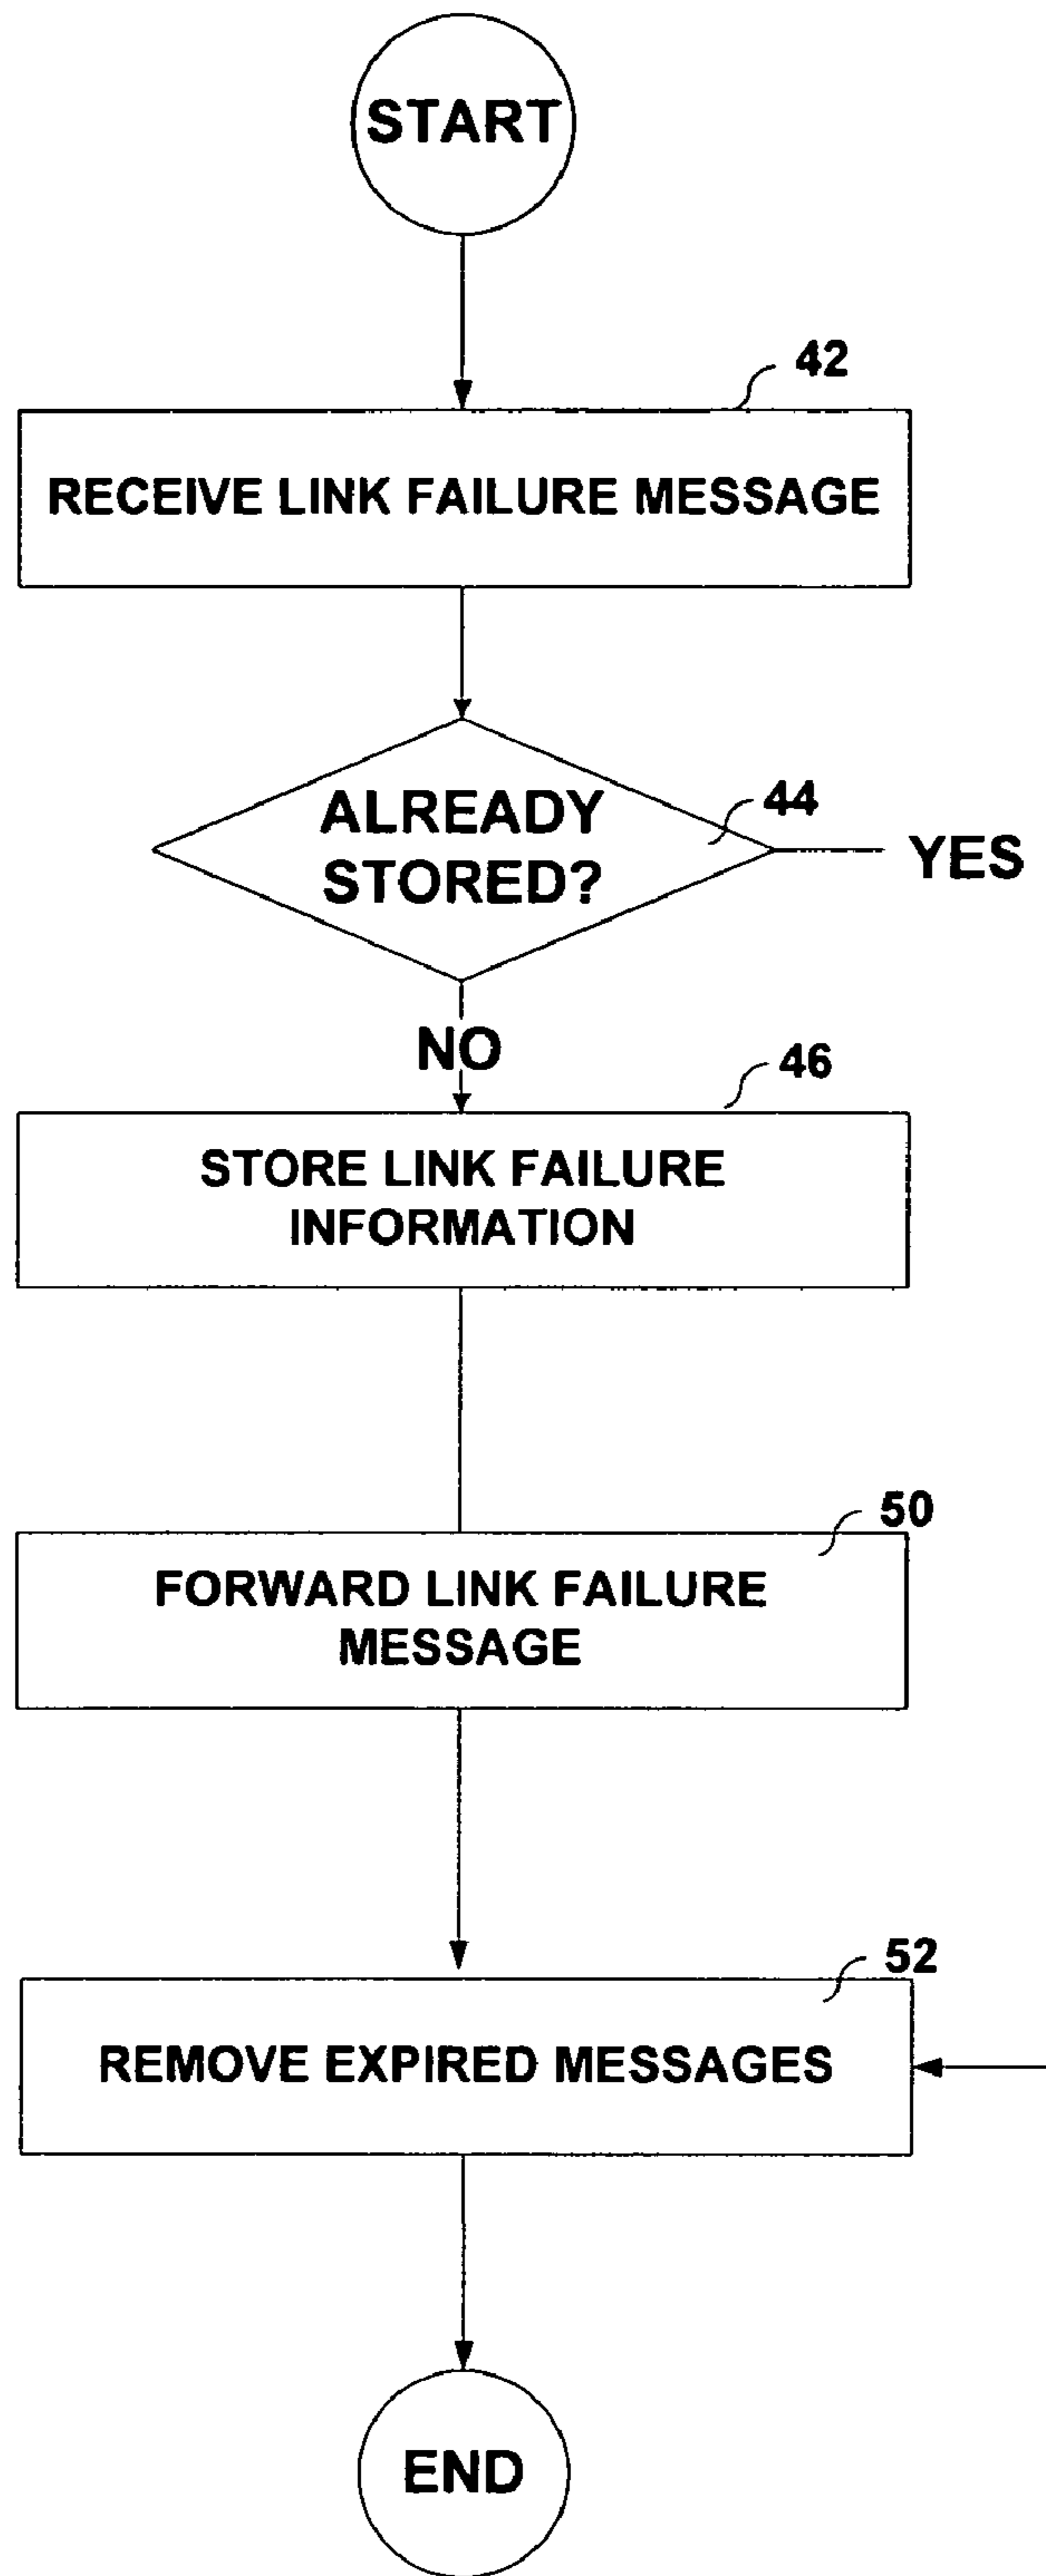 START
42
RECEIVE LINK FAILURE MESSAGE
44
ALREADY
STORED?
YES
NO
46
STORE LINK FAILURE
INFORMATION
50
FORWARD LINK FAILURE
MESSAGE
52
REMOVE EXPIRED MESSAGES
END